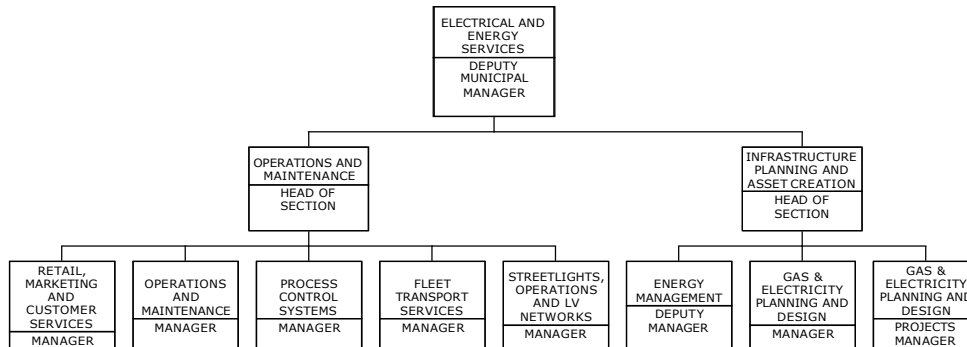 ELECTRICAL AND
ENERGY
SERVICES
DEPUTY
MUNICIPAL
MANAGER
OPERATIONS AND
MAINTENANCE
HEAD OF
SECTION
INFRASTRUCTURE
PLANNING AND
ASSET CREATION
HEAD OF
SECTION
RETAIL,
MARKETING
AND
CUSTOMER
SERVICES
MANAGER
OPERATIONS
AND
MAINTENANCE
MANAGER
PROCESS
CONTROL
SYSTEMS
MANAGER
FLEET
TRANSPORT
SERVICES
MANAGER
STREETLIGHTS,
OPERATIONS
AND LV
NETWORKS
MANAGER
ENERGY
MANAGEMENT
DEPUTY
MANAGER
GAS &
ELECTRICITY
PLANNING AND
DESIGN
MANAGER
GAS &
ELECTRICITY
PLANNING AND
DESIGN
PROJECTS
MANAGER